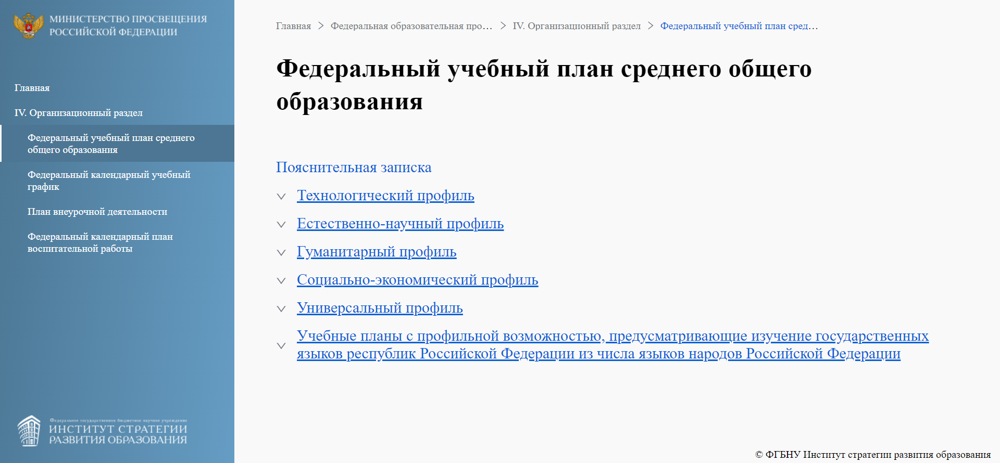 МИНИСТЕРСТВО ПРОСВЕЩЕНИЯ
РОССИЙСКОЙ ФЕДЕРАЦИИ
Главная
IV. Организационный раздел
Федеральный учебный план среднего
общего образования
Федеральный календарный учебный
график
План внеурочной деятельности
Федеральный календарный план
воспитательной работы
Федеральное государственное бюджетное научное учреждение
ИНСТИТУТ СТРАТЕГИИ
РАЗВИТИЯ ОБРАЗОВАНИЯ
Главная > Федеральная образовательная про... > IV. Организационный раздел > Федеральный учебный план сред...
Федеральный учебный план среднего общего
образования
Пояснительная записка
Технологический профиль
Естественно-научный профиль
Гуманитарный профиль
Социально-экономический профиль
Универсальный профиль
Учебные планы с профильной возможностью, предусматривающие изучение государственных
языков республик Российской Федерации из числа языков народов Российской Федерации
© ФГБНУ Институт стратегии развития образования